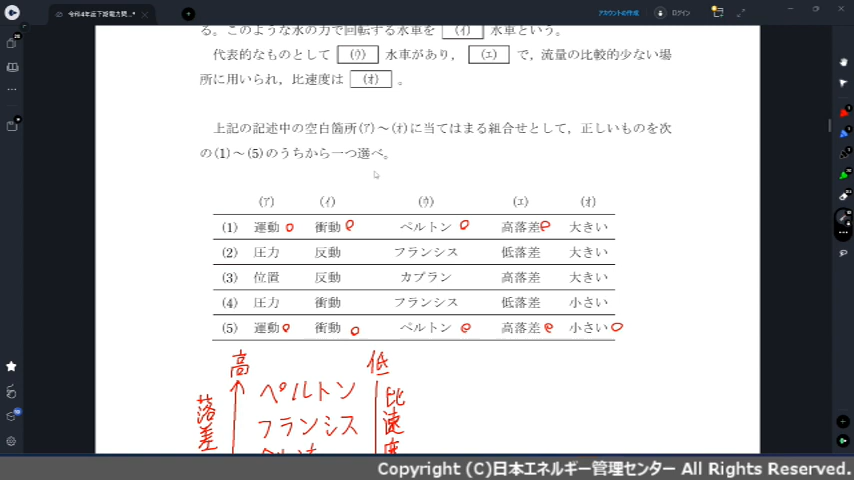 令和4年度下期電力問...*
アカウントの作成
ログイン
る。このような水の力で回転する水車を (イ) 水車という。
代表的なものとして (ウ) 水車があり， (エ) で，流量の比較的少ない場
所に用いられ，比速度は (オ) 。
上記の記述中の空白箇所(ア)～(オ)に当てはまる組合せとして，正しいものを次
の(1)～(5)のうちから一つ選べ。
(ア) (イ) (ウ) (エ) (オ)
(1) 運動 衝動 ペルトン 高落差 大きい
(2) 圧力 反動 フランシス 低落差 大きい
(3) 位置 反動 カプラン 高落差 大きい
(4) 圧力 衝動 フランシス 低落差 小さい
(5) 運動 衝動 ペルトン 高落差 小さい
高 低
落差 ペルトン 比速度
フランシス
Copyright (C)日本エネルギー管理センター All Rights Reserved.